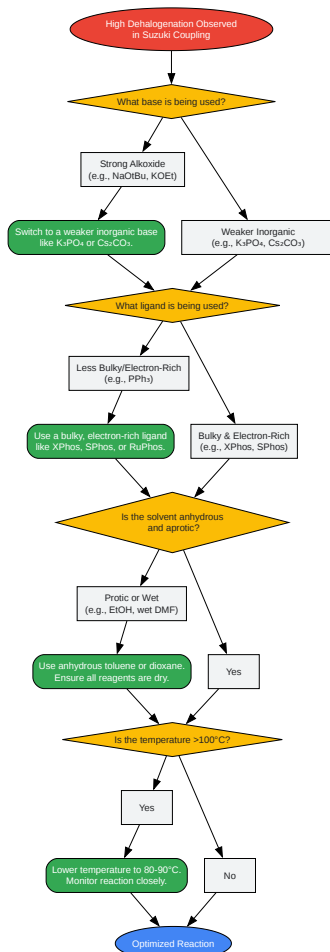 High Dehalogenation Observed
in Suzuki Coupling
What base is being used?
Strong Alkoxide
(e.g., NaOtBu, KOEt)
Switch to a weaker inorganic base
like K₃PO₄ or Cs₂CO₃.
Weaker Inorganic
(e.g., K₃PO₄, Cs₂CO₃)
What ligand is being used?
Less Bulky/Electron-Rich
(e.g., PPh₃)
Use a bulky, electron-rich ligand
like XPhos, SPhos, or RuPhos.
Bulky & Electron-Rich
(e.g., XPhos, SPhos)
Is the solvent anhydrous
and aprotic?
Protic or Wet
(e.g., EtOH, wet DMF)
Use anhydrous toluene or dioxane.
Ensure all reagents are dry.
Yes
Is the temperature >100°C?
Yes
Lower temperature to 80-90°C.
Monitor reaction closely.
No
Optimized Reaction